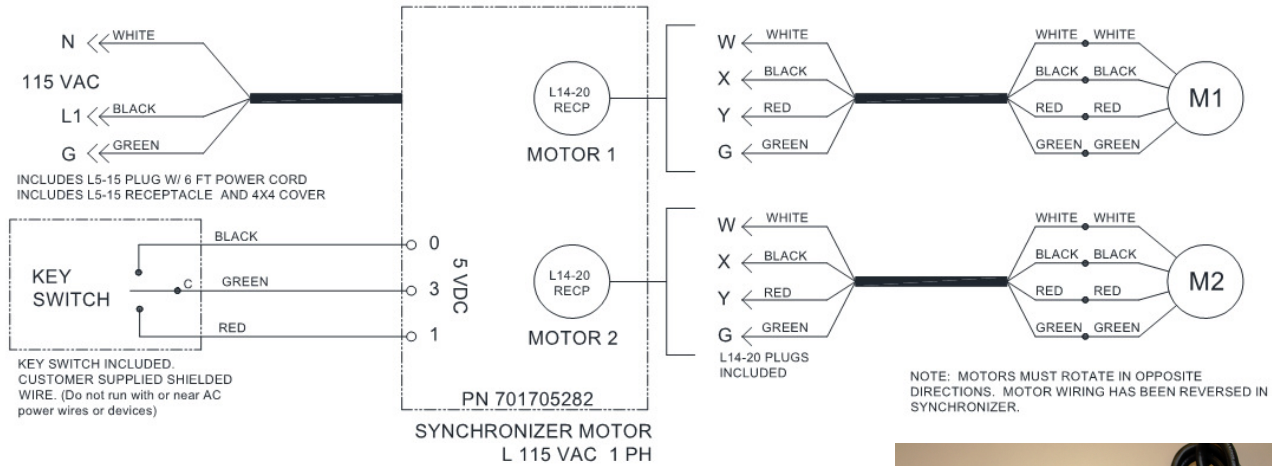 N
WHITE
115 VAC
L1
BLACK
G
GREEN
INCLUDES L5-15 PLUG W/ 6 FT POWER CORD
INCLUDES L5-15 RECEPTACLE AND 4X4 COVER
KEY
SWITCH
C
BLACK
GREEN
RED
0
3
1
5 VDC
KEY SWITCH INCLUDED.
CUSTOMER SUPPLIED SHIELDED
WIRE. (Do not run with or near AC
power wires or devices)
L14-20
RECP
MOTOR 1
L14-20
RECP
MOTOR 2
PN 701705282
SYNCHRONIZER MOTOR
L 115 VAC 1 PH
W WHITE
X BLACK
Y RED
G GREEN
WHITE WHITE
BLACK BLACK
RED RED
GREEN GREEN
M1
W WHITE
X BLACK
Y RED
G GREEN
L14-20 PLUGS
INCLUDED
WHITE WHITE
BLACK BLACK
RED RED
GREEN GREEN
M2
NOTE: MOTORS MUST ROTATE IN OPPOSITE
DIRECTIONS. MOTOR WIRING HAS BEEN REVERSED IN
SYNCHRONIZER.